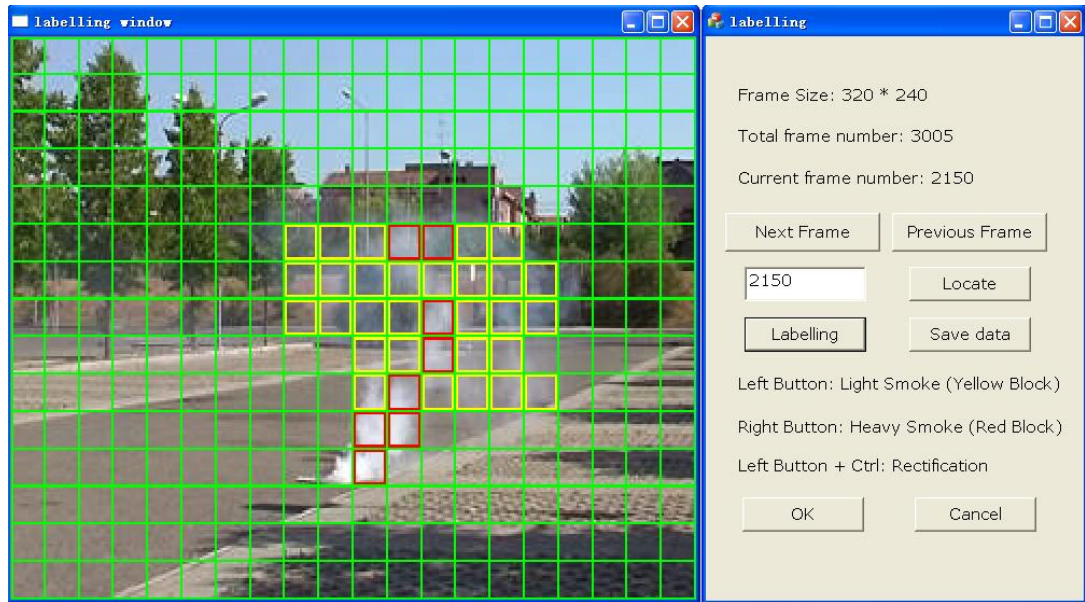 labelling window
labelling
Frame Size: 320 * 240
Total frame number: 3005
Current frame number: 2150
Next Frame
Previous Frame
2150
Locate
Labelling
Save data
Left Button: Light Smoke (Yellow Block)
Right Button: Heavy Smoke (Red Block)
Left Button + Ctrl: Rectification
OK
Cancel